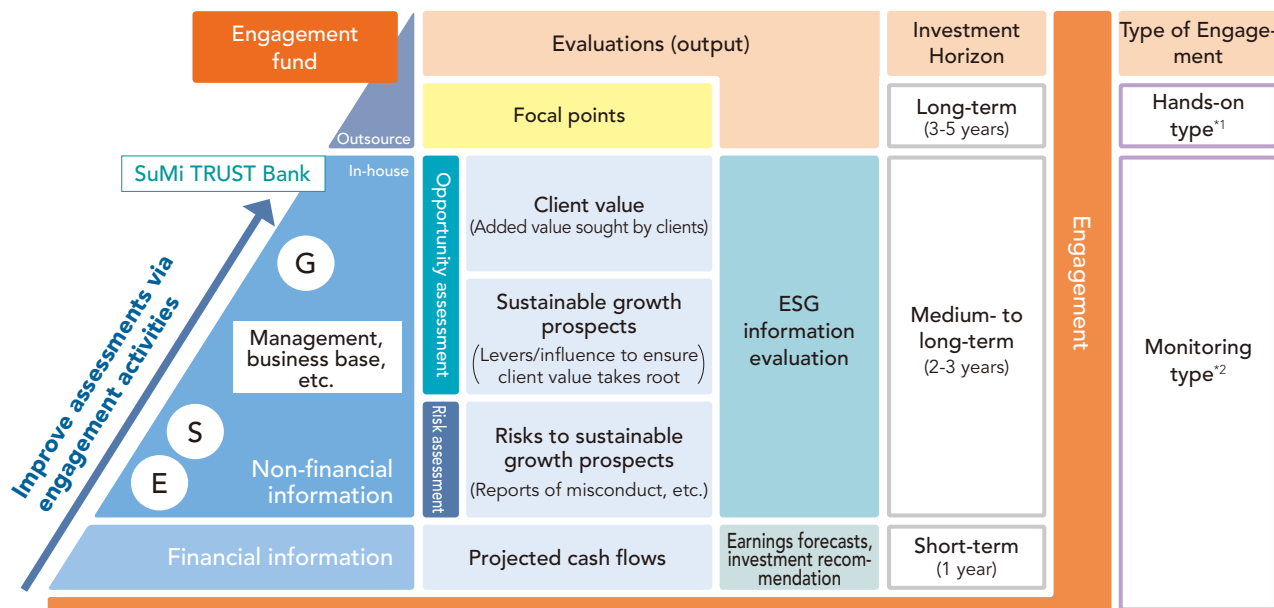 Engagement
fund
Evaluations (output)
Investment
Horizon
Type of Engage-
ment
Outsource
Focal points
Long-term
(3-5 years)
Hands-on
type*1
SuMi TRUST Bank
In-house
Improve assessments via
engagement activities
G
Management,
business base,
etc.
S
E
Non-financial
information
Opportunity assessment
Client value
(Added value sought by clients)
Sustainable growth
prospects
(Levers/influence to ensure
client value takes root)
Risk assessment
Risks to sustainable
growth prospects
(Reports of misconduct, etc.)
ESG
information
evaluation
Medium- to
long-term
(2-3 years)
Engagement
Monitoring
type*2
Financial information
Projected cash flows
Earnings forecasts,
investment recom-
mendation
Short-term
(1 year)